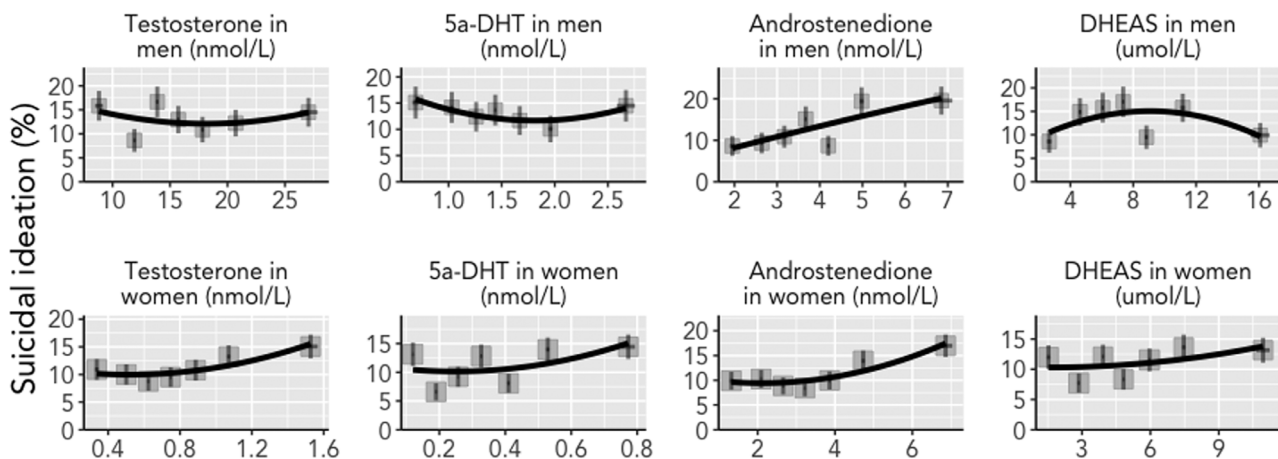 Testosterone in
men (nmol/L)
5a-DHT in men
(nmol/L)
Androstenedione
in men (nmol/L)
DHEAS in men
(umol/L)
Suicidal ideation (%)
20
15
10
5
0
10 15 20 25
20
15
10
5
0
1.0 1.5 2.0 2.5
20
10
0
2 3 4 5 6 7
20
15
10
5
0
4 8 12 16
Testosterone in
women (nmol/L)
5a-DHT in women
(nmol/L)
Androstenedione
in women (nmol/L)
DHEAS in women
(umol/L)
20
15
10
5
0
0.4 0.8 1.2 1.6
15
10
5
0
0.2 0.4 0.6 0.8
20
15
10
5
0
2 4 6
15
10
5
0
3 6 9